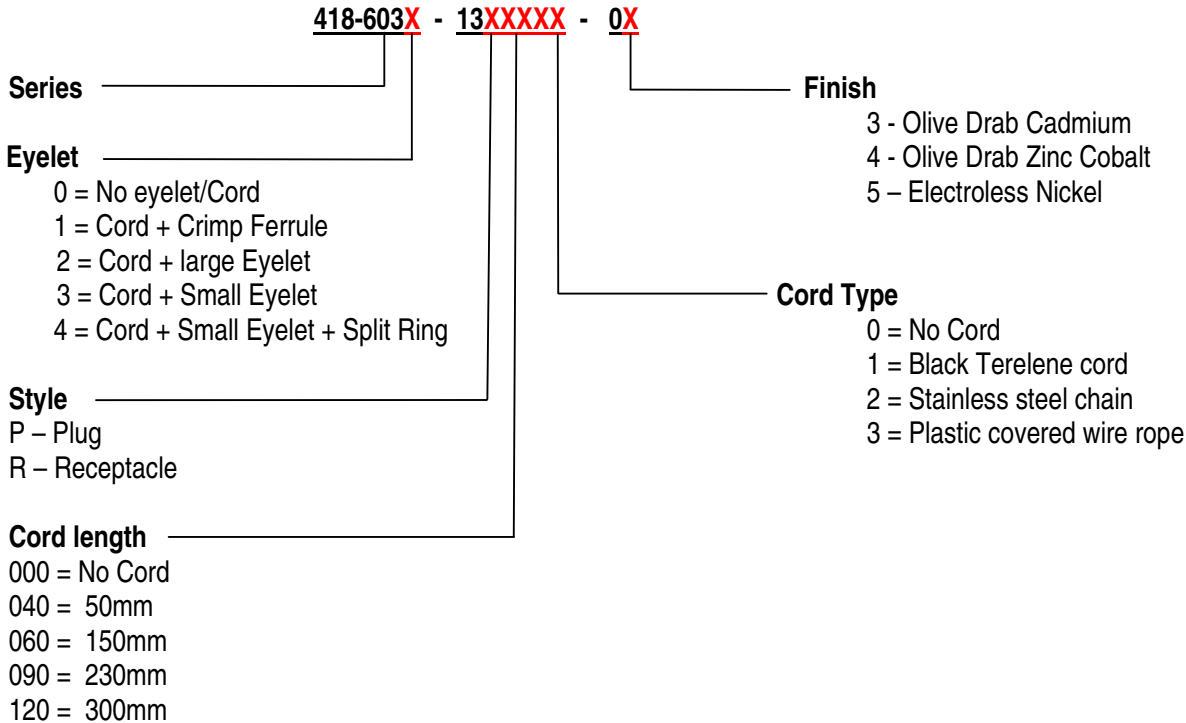 418-603X - 13XXXXX - 0X
Series
Eyelet
0 = No eyelet/Cord
1 = Cord + Crimp Ferrule
2 = Cord + large Eyelet
3 = Cord + Small Eyelet
4 = Cord + Small Eyelet + Split Ring
Style
P – Plug
R – Receptacle
Cord length
000 = No Cord
040 = 50mm
060 = 150mm
090 = 230mm
120 = 300mm
Finish
3 - Olive Drab Cadmium
4 - Olive Drab Zinc Cobalt
5 – Electroless Nickel
Cord Type
0 = No Cord
1 = Black Terelene cord
2 = Stainless steel chain
3 = Plastic covered wire rope